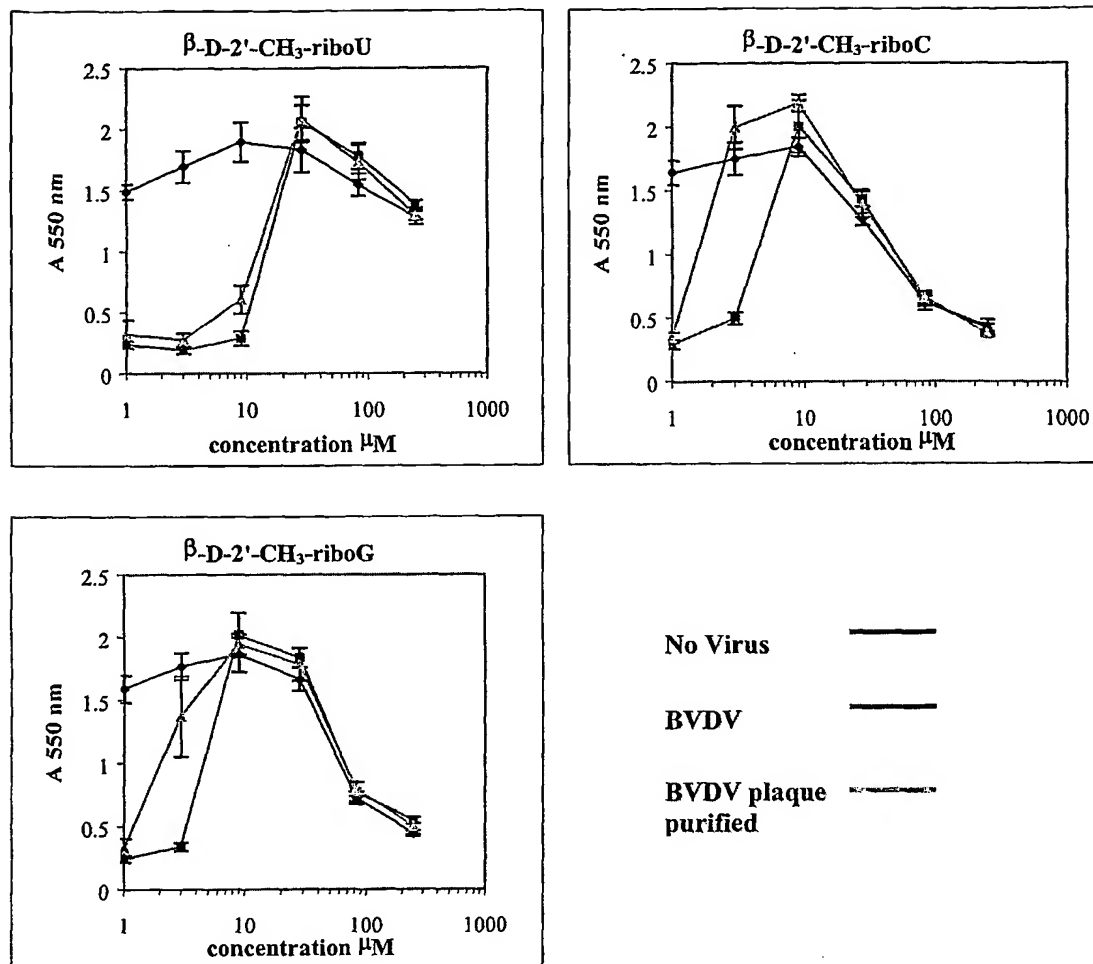 β-D-2'-CH₃-riboU
2.5
2
1.5
1
0.5
0
A 550 nm
1 10 100 1000
concentration μM
β-D-2'-CH₃-riboC
2.5
2
1.5
1
0.5
0
A 550 nm
1 10 100 1000
concentration μM
β-D-2'-CH₃-riboG
2.5
2
1.5
1
0.5
0
A 550 nm
1 10 100 1000
concentration μM
No Virus
BVDV
BVDV plaque
purified